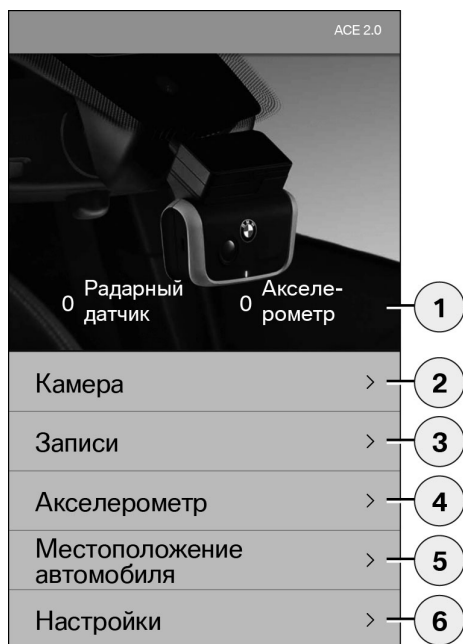 ACE 2.0
0 Радарный датчик
0 Акселе-
рометр
1
Камера
2
Записи
3
Акселерометр
4
Местоположение
автомобиля
5
Настройки
6